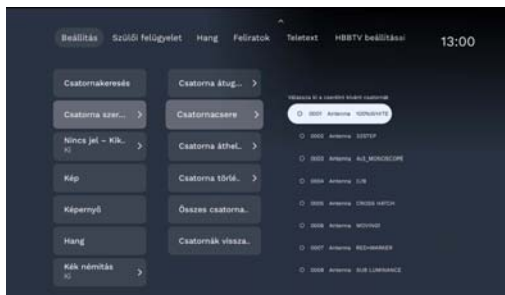 Beállítás Szülői felügyelet Hang Feliratok Teletext HBBTV beállításai 13:00
Csatornakeresés
Csatorna szer...
Nincs jel – Kik..
Ki
Kép
Képernyő
Hang
Kék némítás
Ki
Csatorna átug...
Csatornacsere
Csatorna áthel..
Csatorna törlé..
Összes csatorna..
Csatornák vissza..
Válassza ki a cserélni kívánt csatornát
0001 Antenna 100%WHITE
0002 Antenna
0003 Antenna
0004 Antenna
0005 Antenna CROSS HATCH
0006 Antenna MOVING
0007 Antenna RED+MARKER
0008 Antenna SUB LUMINANCE